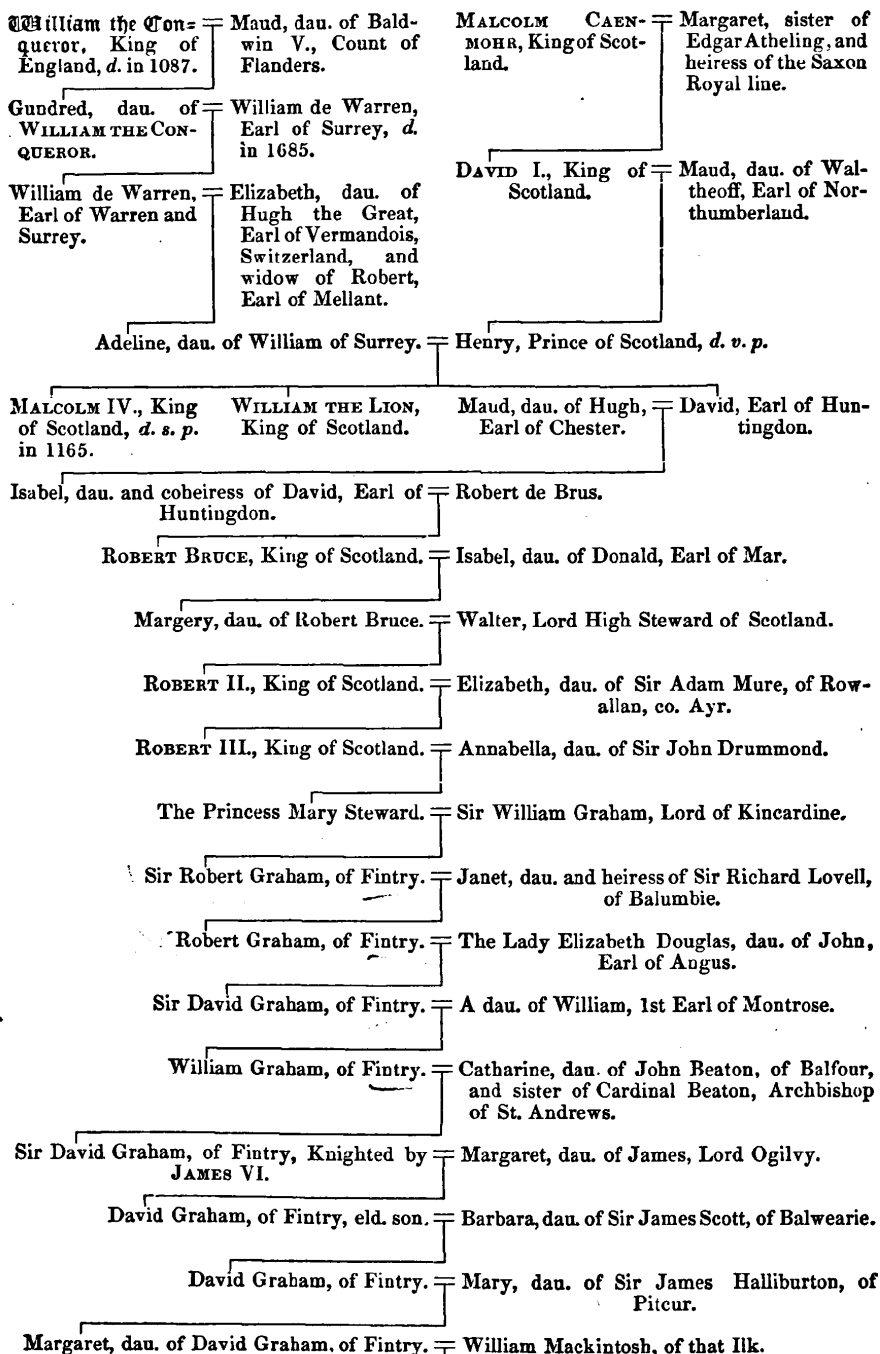 William the Con-
queror, King of
England, d. in 1087.
Maud, dau. of Bald-
win V., Count of
Flanders.
MALCOLM CAEN-
MOHR, King of Scot-
land.
Margaret, sister of
Edgar Atheling, and
heiress of the Saxon
Royal line.
Gundred, dau. of
WILLIAM THE CON-
QUEROR.
William de Warren,
Earl of Surrey, d.
in 1685.
DAVID I., King of
Scotland.
Maud, dau. of Wal-
theoff, Earl of Nor-
thumberland.
William de Warren,
Earl of Warren and
Surrey.
Elizabeth, dau. of
Hugh the Great,
Earl of Vermandois,
Switzerland, and
widow of Robert,
Earl of Mellant.
Adeline, dau. of William of Surrey. = Henry, Prince of Scotland, d. v. p.
MALCOLM IV., King
of Scotland, d. s. p.
in 1165.
WILLIAM THE LION,
King of Scotland.
Maud, dau. of Hugh,
Earl of Chester.
David, Earl of Hun-
tingdon.
Isabel, dau. and coheiress of David, Earl of
Huntingdon.
Robert de Brus.
ROBERT BRUCE, King of Scotland. = Isabel, dau. of Donald, Earl of Mar.
Margery, dau. of Robert Bruce. = Walter, Lord High Steward of Scotland.
ROBERT II., King of Scotland. = Elizabeth, dau. of Sir Adam Mure, of Row-
allan, co. Ayr.
ROBERT III., King of Scotland. = Annabella, dau. of Sir John Drummond.
The Princess Mary Steward. = Sir William Graham, Lord of Kincardine.
Sir Robert Graham, of Fintry. = Janet, dau. and heiress of Sir Richard Lovell,
of Balumbie.
Robert Graham, of Fintry. = The Lady Elizabeth Douglas, dau. of John,
Earl of Angus.
Sir David Graham, of Fintry. = A dau. of William, 1st Earl of Montrose.
William Graham, of Fintry. = Catharine, dau. of John Beaton, of Balfour,
and sister of Cardinal Beaton, Archbishop
of St. Andrews.
Sir David Graham, of Fintry, Knighted by
JAMES VI.
Margaret, dau. of James, Lord Ogilvy.
David Graham, of Fintry, eld. son. = Barbara, dau. of Sir James Scott, of Balwearie.
David Graham, of Fintry. = Mary, dau. of Sir James Halliburton, of
Pitcur.
Margaret, dau. of David Graham, of Fintry. = William Mackintosh, of that Ilk.